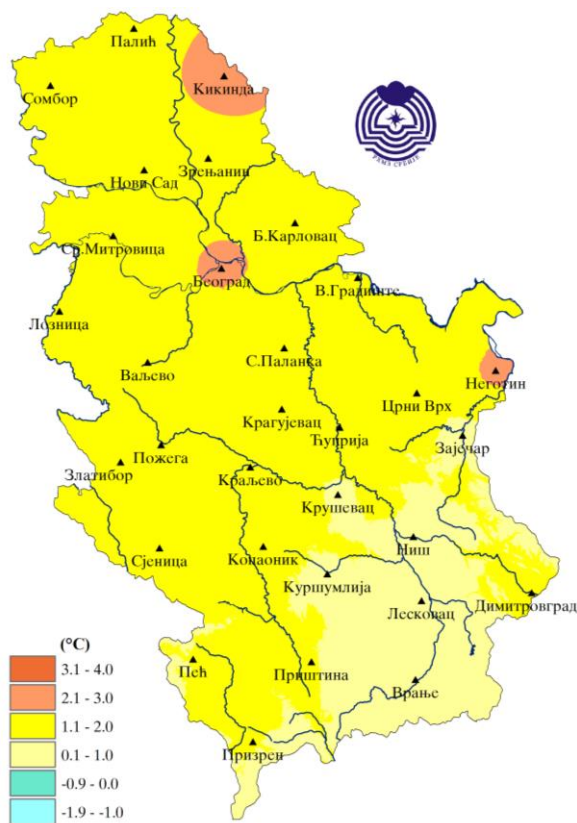 Палић
Кикинда
Сомбор
РХМЗ СРБИЈЕ
Зрењанин
Нови Сад
Б.Карловац
Ср.Митровица
Београд
В.Градиште
Лозница
С.Паланка
Ваљево
Неготин
Црни Врх
Крагујевац
Ћуприја
Зајечар
Пожега
Златибор
Краљево
Крушевац
Ниш
Сјеница
Копаоник
Куршумлија
Димитровград
Лесковац
(°C)
3.1 - 4.0
2.1 - 3.0
1.1 - 2.0
0.1 - 1.0
-0.9 - 0.0
-1.9 - -1.0
Пећ
Приштина
Врање
Призрен